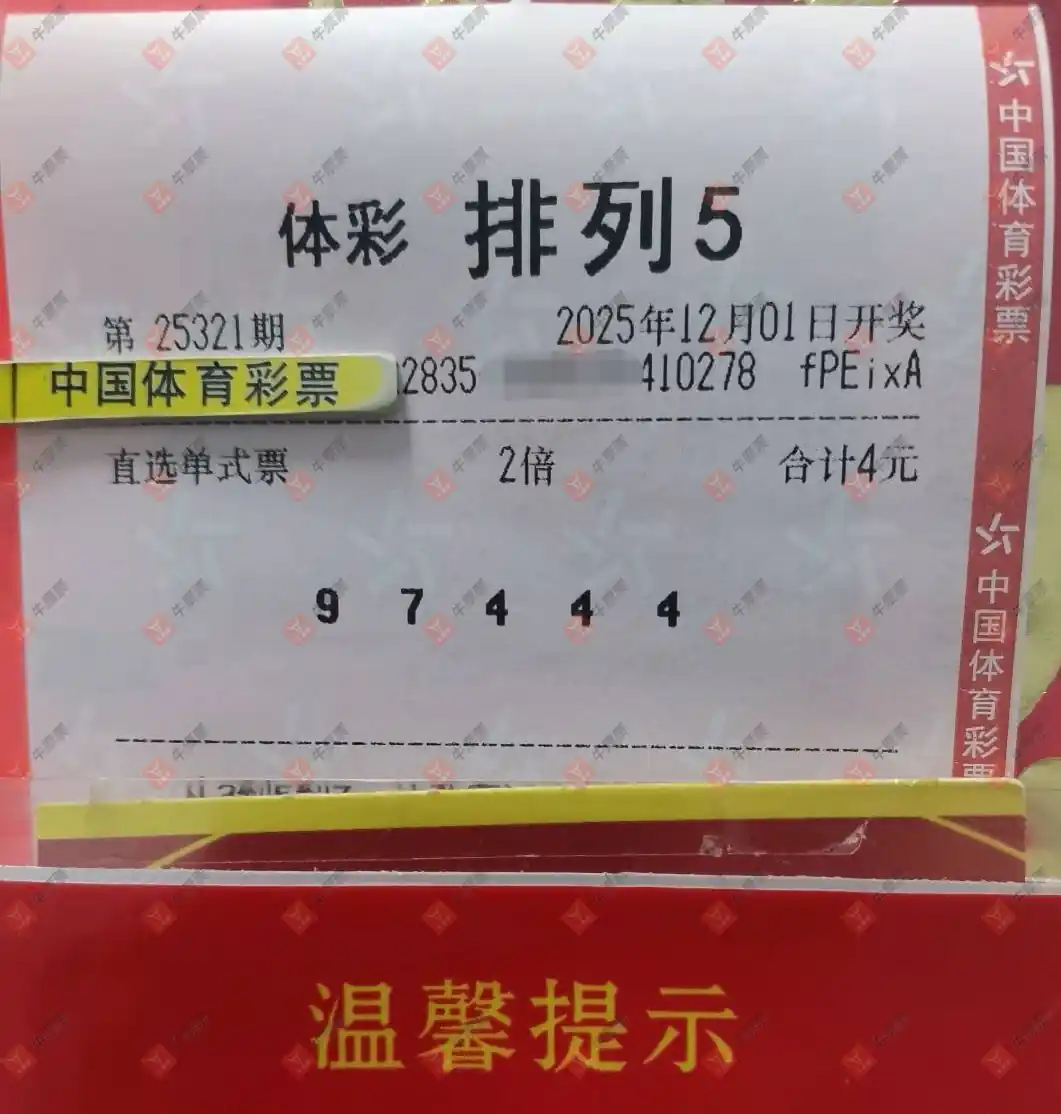 体彩 排列5
第 25321期 2025年12月01日开奖
中国体育彩票 2835 410278 fPEixA
直选单式票 2倍 合计4元
9 7 4 4 4
中国体育彩票
中国体育彩票
温馨提示
牛票票